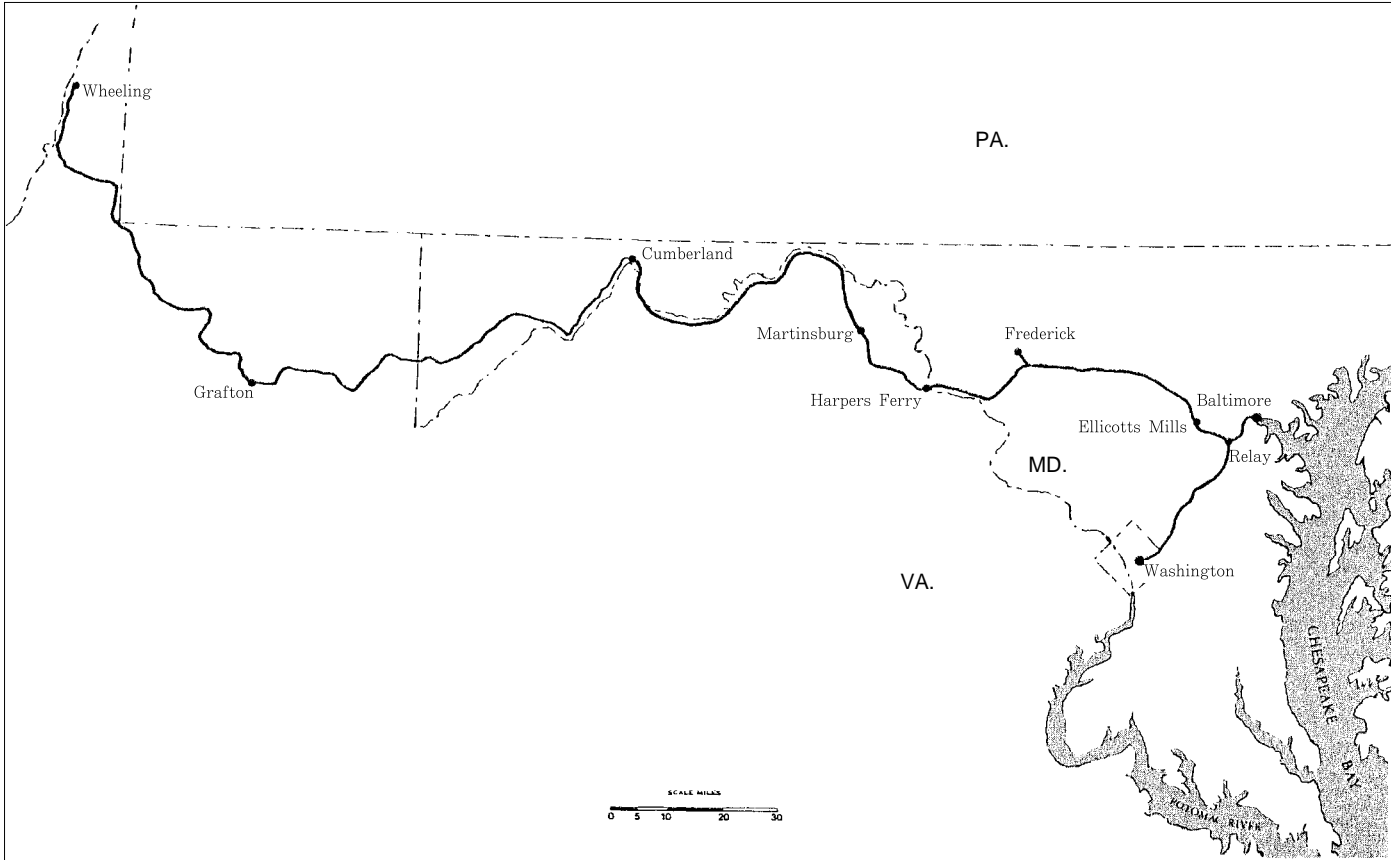 Wheeling
PA.
Cumberland
Martinsburg
Frederick
Grafton
Harpers Ferry
Baltimore
Ellicotts Mills
Relay
MD.
Washington
VA.
CHESAPEAKE
BAY
SCALE MILES
0 5 10 20 30
POTOMAC RIVER